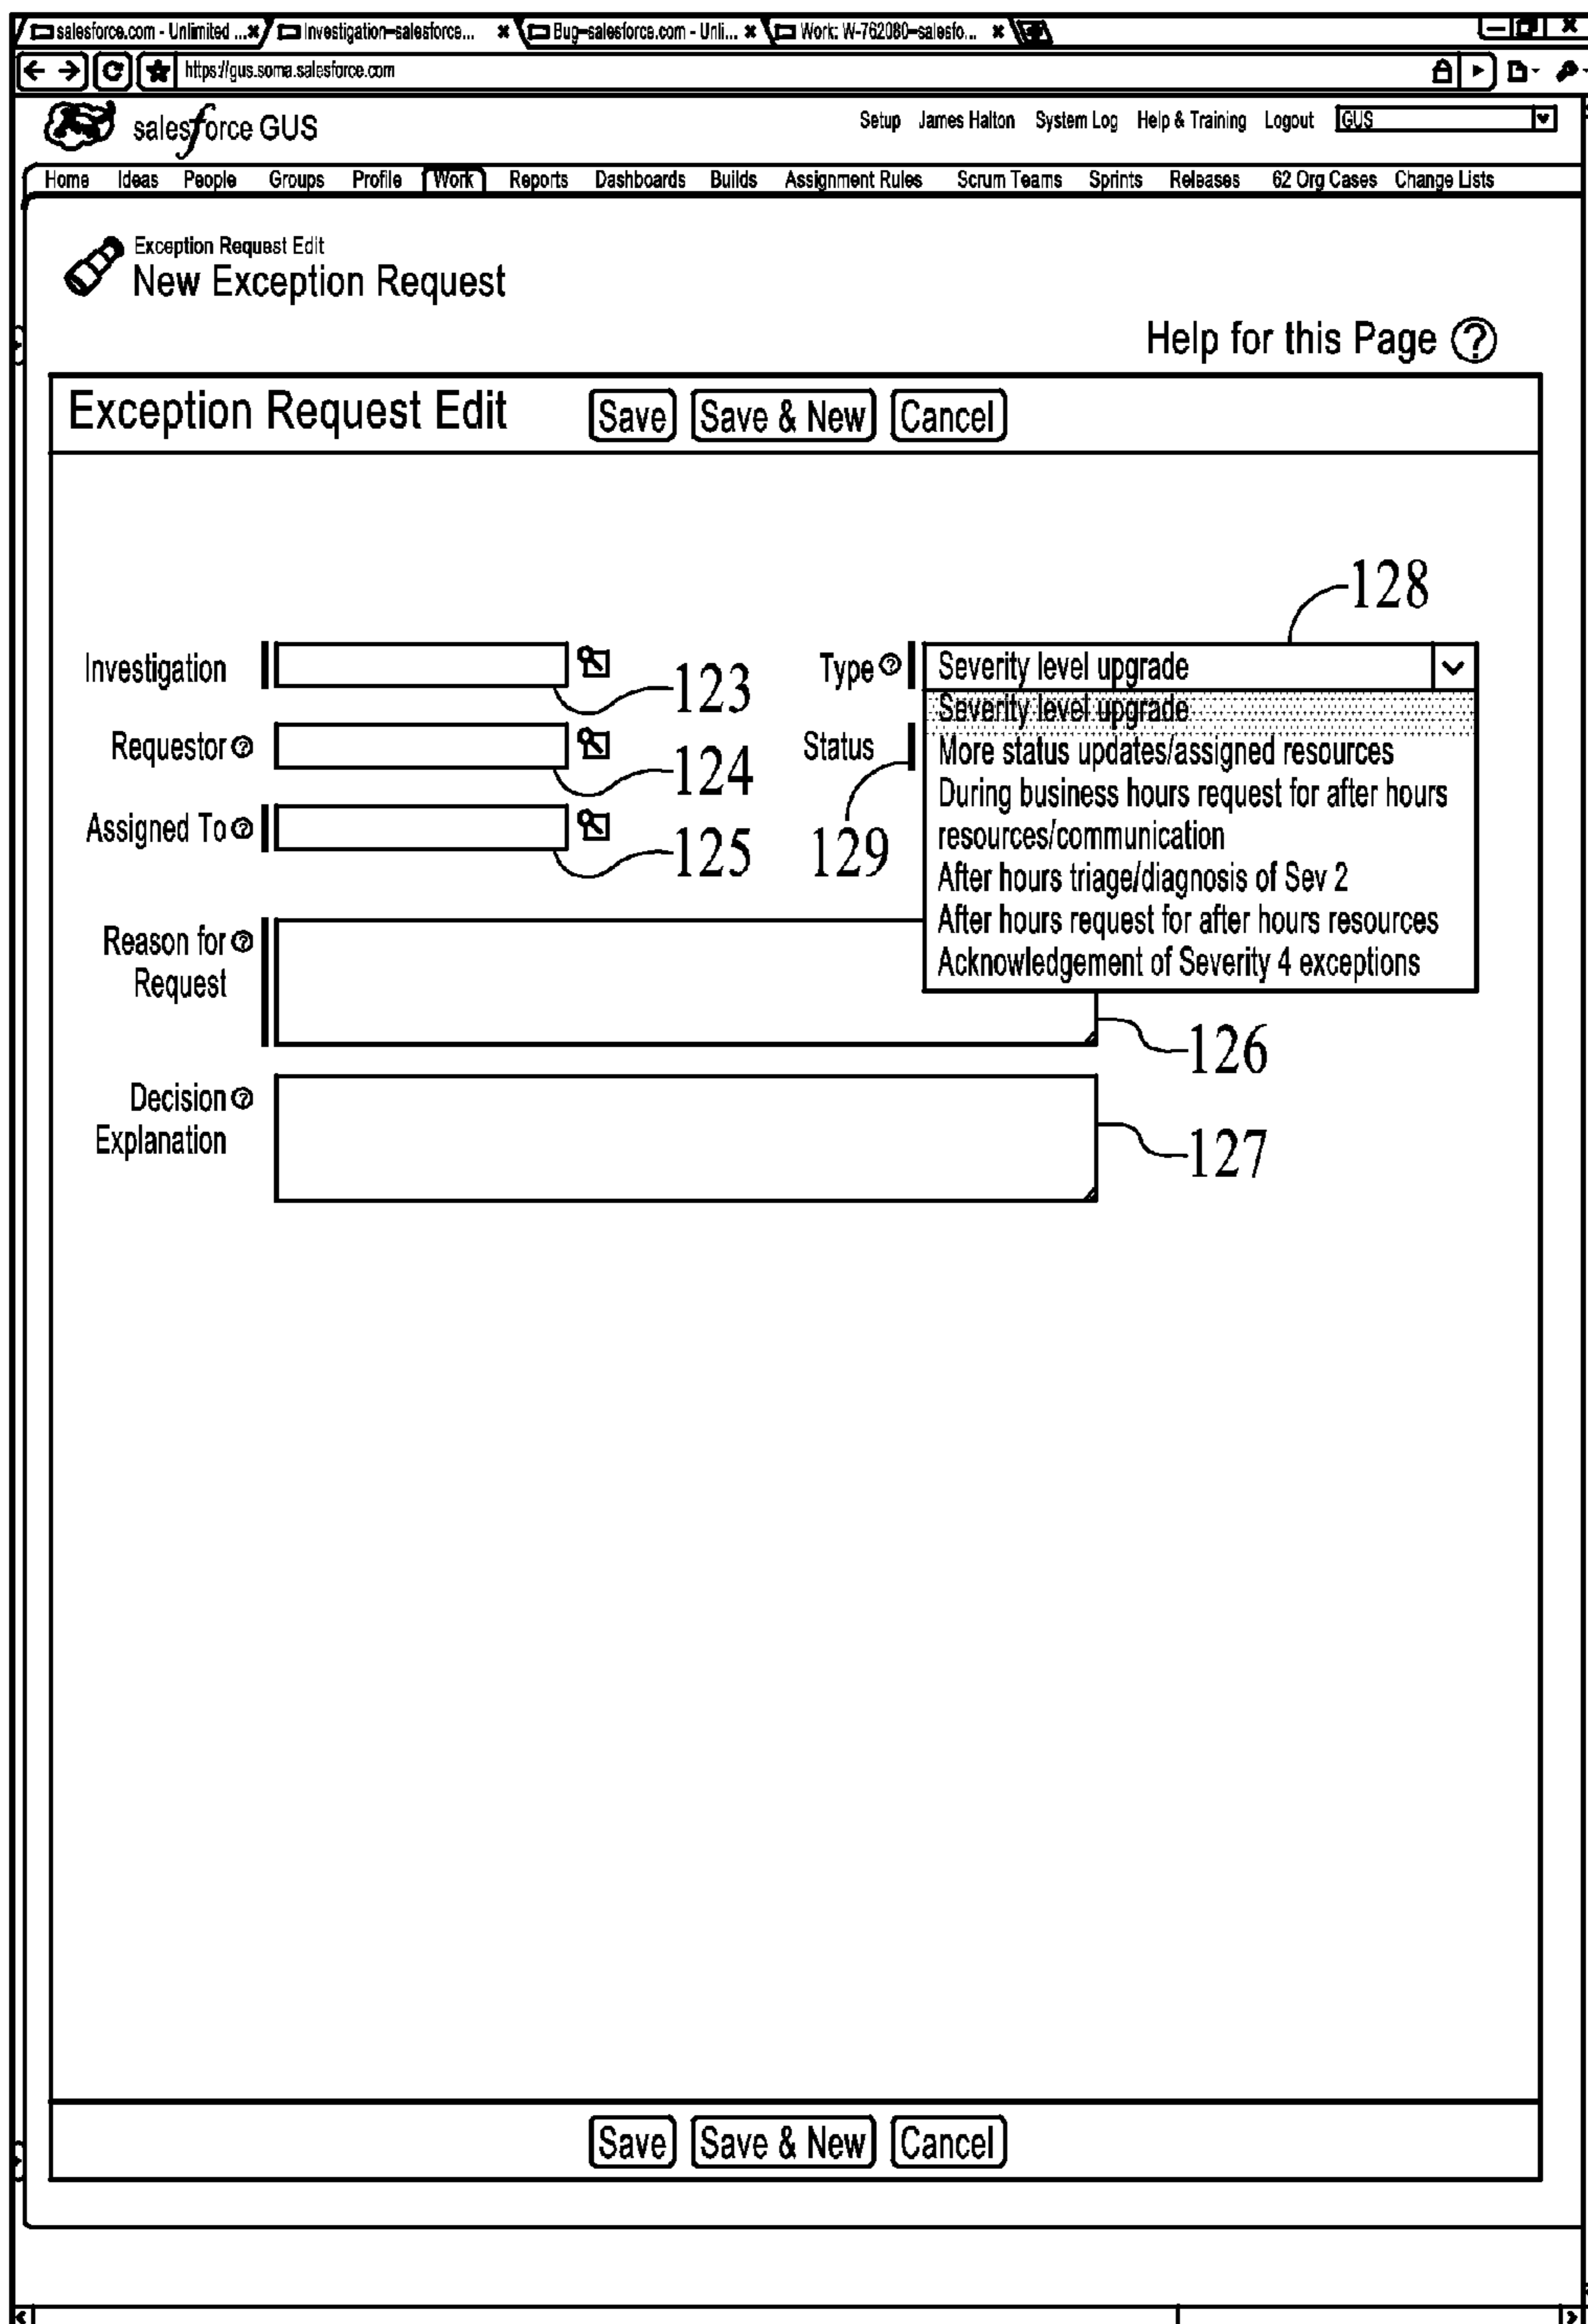 salesforce.com - Unlimited ... Investigation-salesforce... Bug-salesforce.com - Unli... Work: W-762080-salesfo...
https://gus.soma.salesforce.com
salesforce GUS
Setup James Halton System Log Help & Training Logout GUS
Home Ideas People Groups Profile Work Reports Dashboards Builds Assignment Rules Scrum Teams Sprints Releases 62 Org Cases Change Lists
Exception Request Edit
New Exception Request
Help for this Page ?
Exception Request Edit Save Save & New Cancel
128
Investigation 123 Type ? Severity level upgrade
Severity level upgrade
Requestor ? 124 Status More status updates/assigned resources
During business hours request for after hours
resources/communication
Assigned To ? 125 129
After hours triage/diagnosis of Sev 2
After hours request for after hours resources
Acknowledgement of Severity 4 exceptions
Reason for ?
Request
126
Decision ?
Explanation
127
Save Save & New Cancel